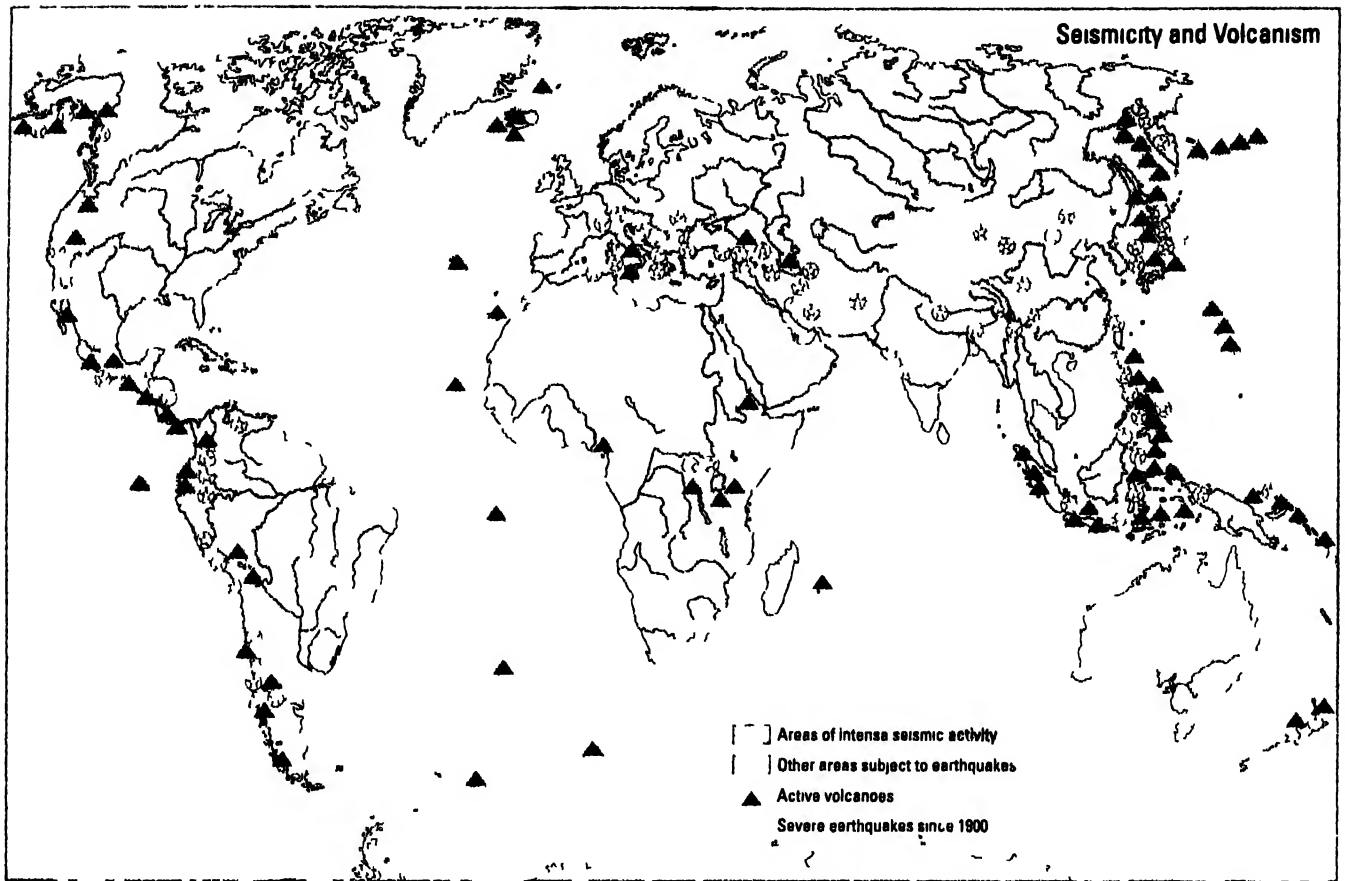 Seismicity and Volcanism
Areas of intense seismic activity
Other areas subject to earthquakes
Active volcanoes
Severe earthquakes since 1900